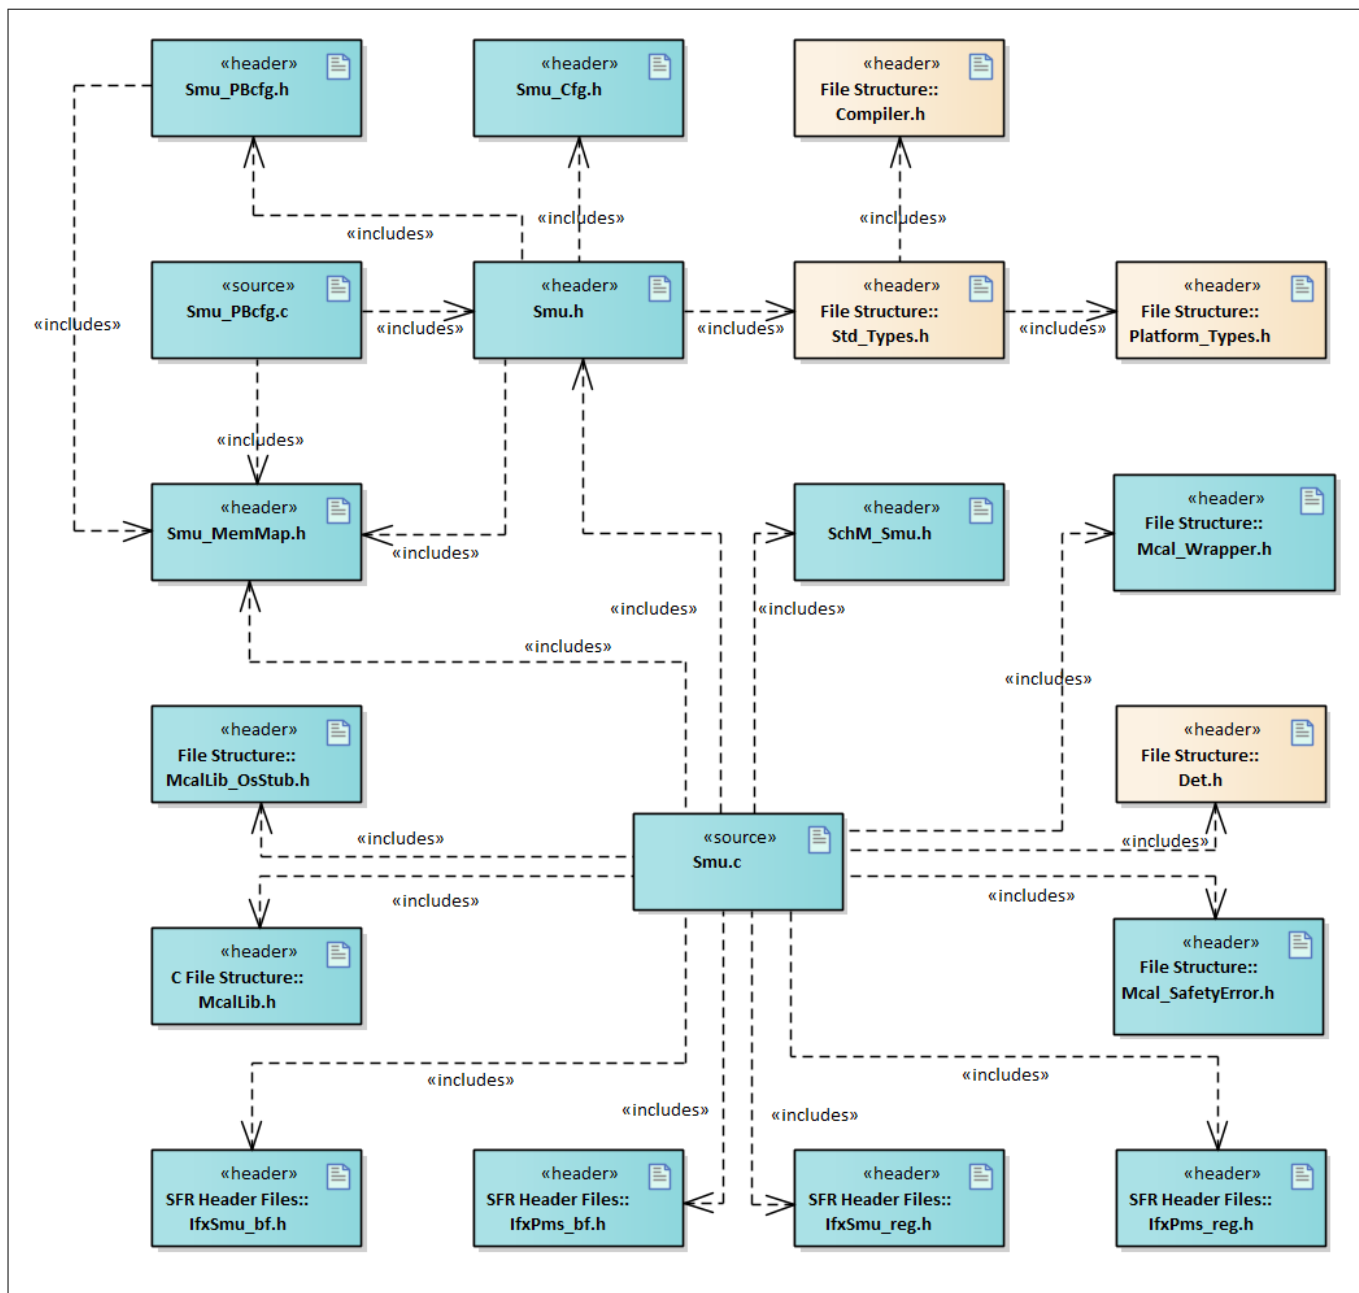 «header»
Smu_PBcfg.h
«header»
Smu_Cfg.h
«header»
File Structure::
Compiler.h
«includes»
«includes»
«includes»
«source»
Smu_PBcfg.c
«header»
Smu.h
«header»
File Structure::
Std_Types.h
«header»
File Structure::
Platform_Types.h
«includes»
«includes»
«includes»
«includes»
«includes»
«header»
Smu_MemMap.h
«includes»
«header»
SchM_Smu.h
«header»
File Structure::
Mcal_Wrapper.h
«includes»
«includes»
«includes»
«includes»
«header»
File Structure::
McalLib_OsStub.h
«header»
File Structure::
Det.h
«source»
Smu.c
«includes»
«includes»
«includes»
«includes»
«header»
C File Structure::
McalLib.h
«header»
File Structure::
Mcal_SafetyError.h
«includes»
«includes»
«includes»
«includes»
«header»
SFR Header Files::
IfxSmu_bf.h
«header»
SFR Header Files::
IfxPms_bf.h
«header»
SFR Header Files::
IfxSmu_reg.h
«header»
SFR Header Files::
IfxPms_reg.h